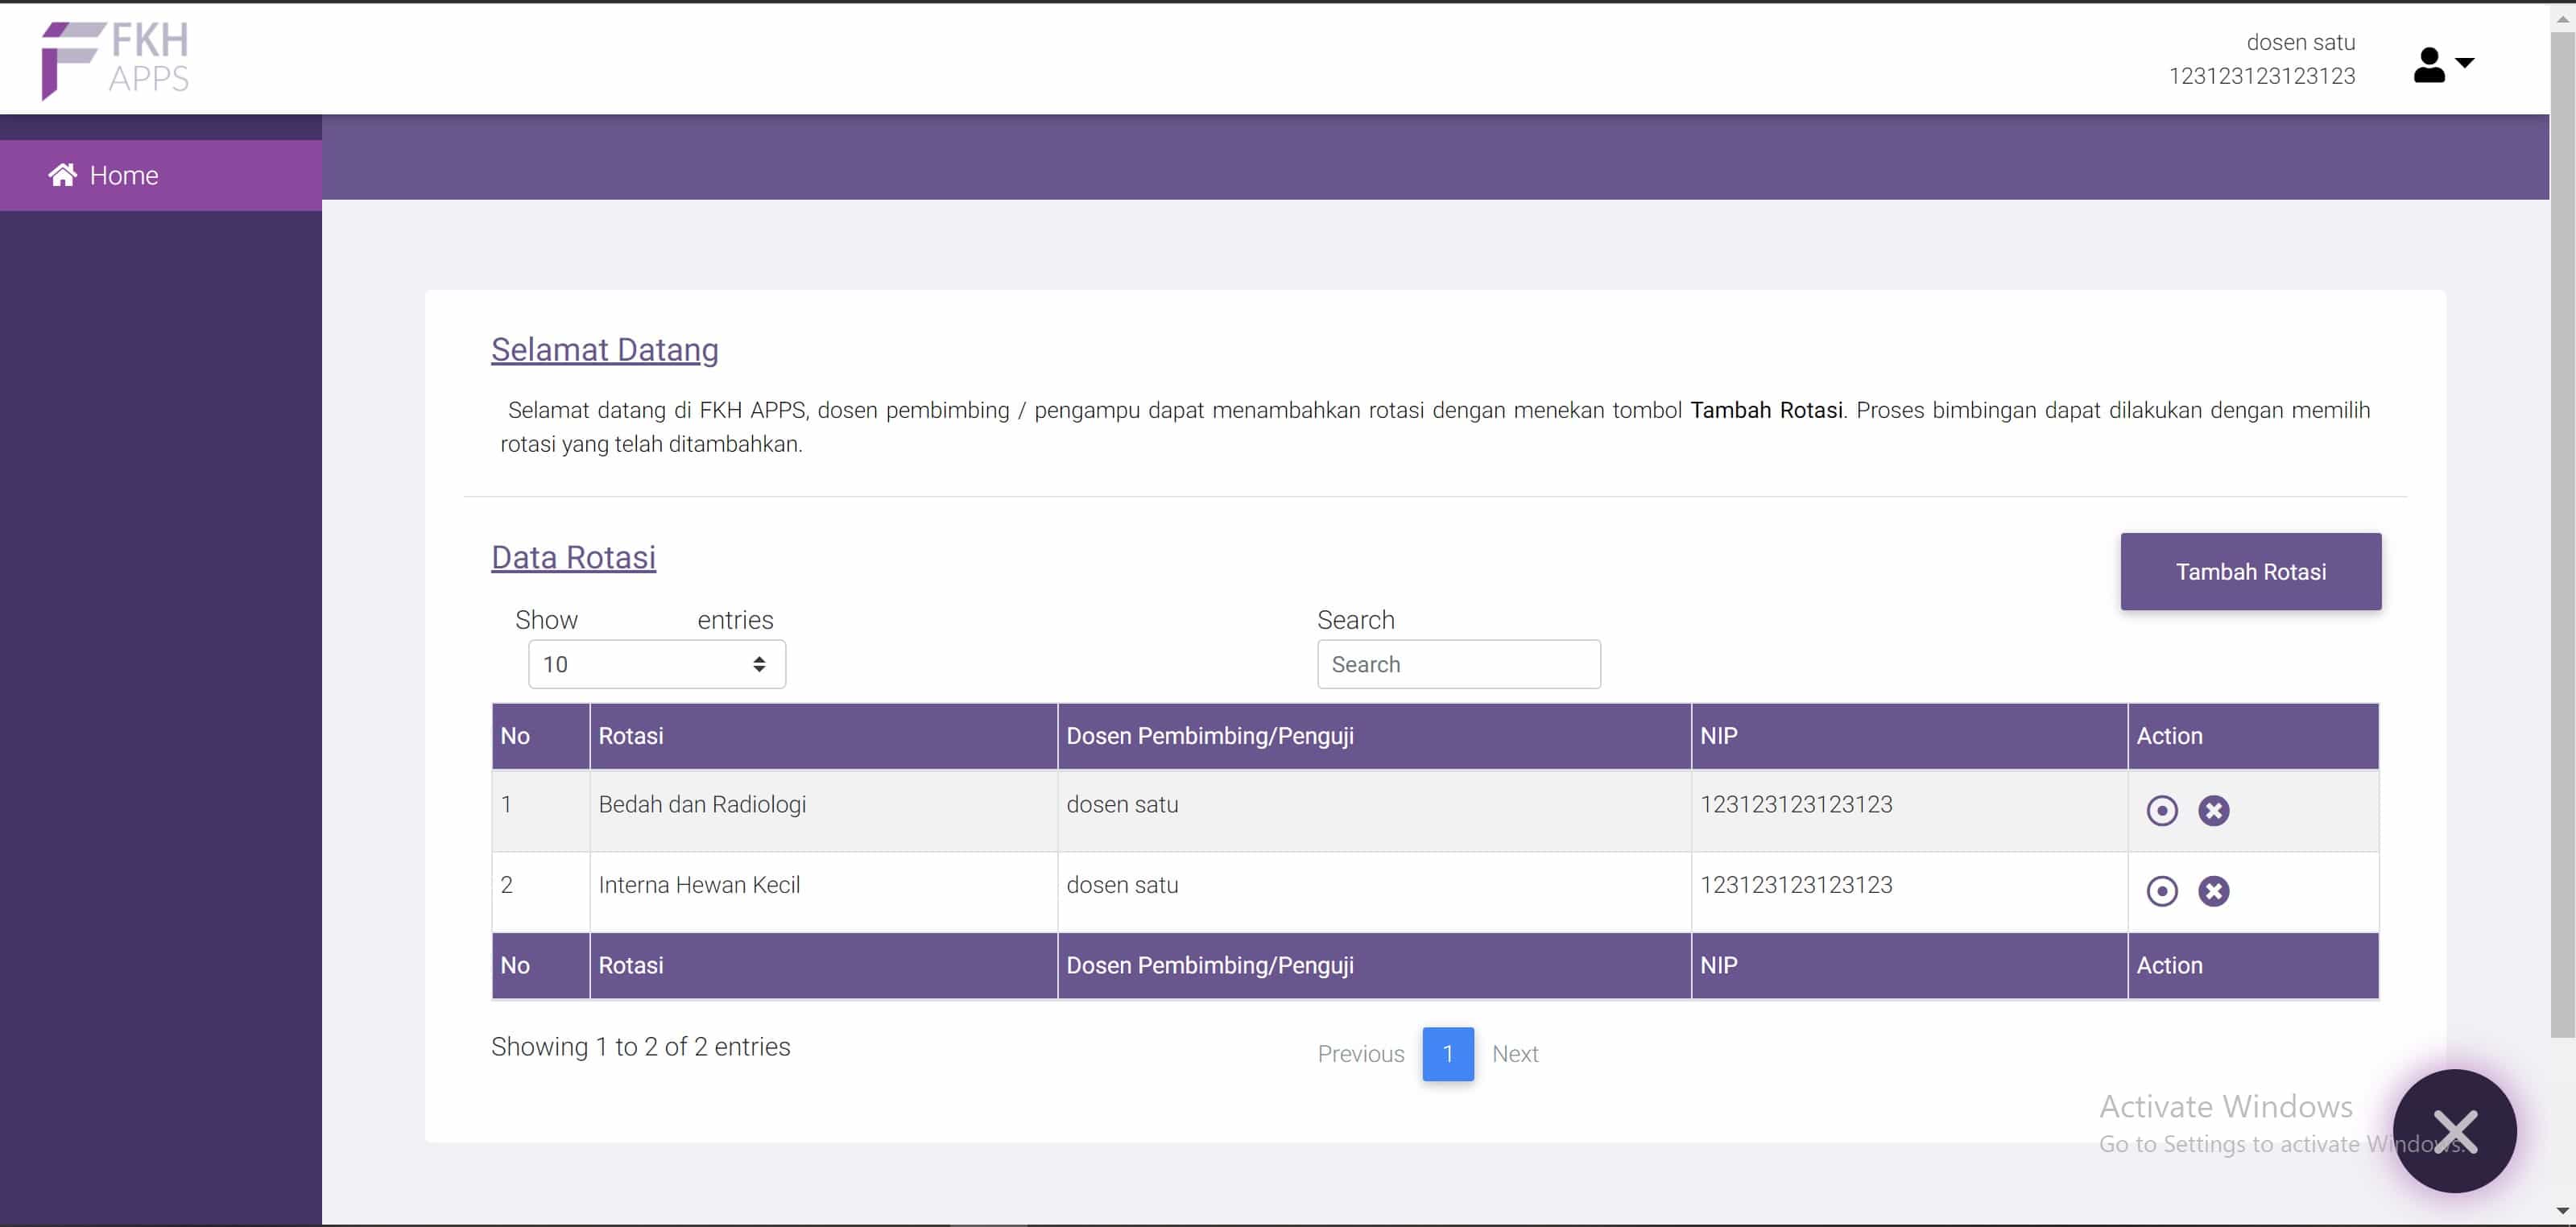 FKH
APPS
dosen satu
123123123123123
Home
Selamat Datang
Selamat datang di FKH APPS, dosen pembimbing / pengampu dapat menambahkan rotasi dengan menekan tombol Tambah Rotasi. Proses bimbingan dapat dilakukan dengan memilih
rotasi yang telah ditambahkan.
Data Rotasi
Tambah Rotasi
Show entries
Search
10
Search
No Rotasi Dosen Pembimbing/Penguji NIP Action
1 Bedah dan Radiologi dosen satu 123123123123123
2 Interna Hewan Kecil dosen satu 123123123123123
No Rotasi Dosen Pembimbing/Penguji NIP Action
Showing 1 to 2 of 2 entries
Previous 1 Next
Activate Windows
Go to Settings to activate Windows.